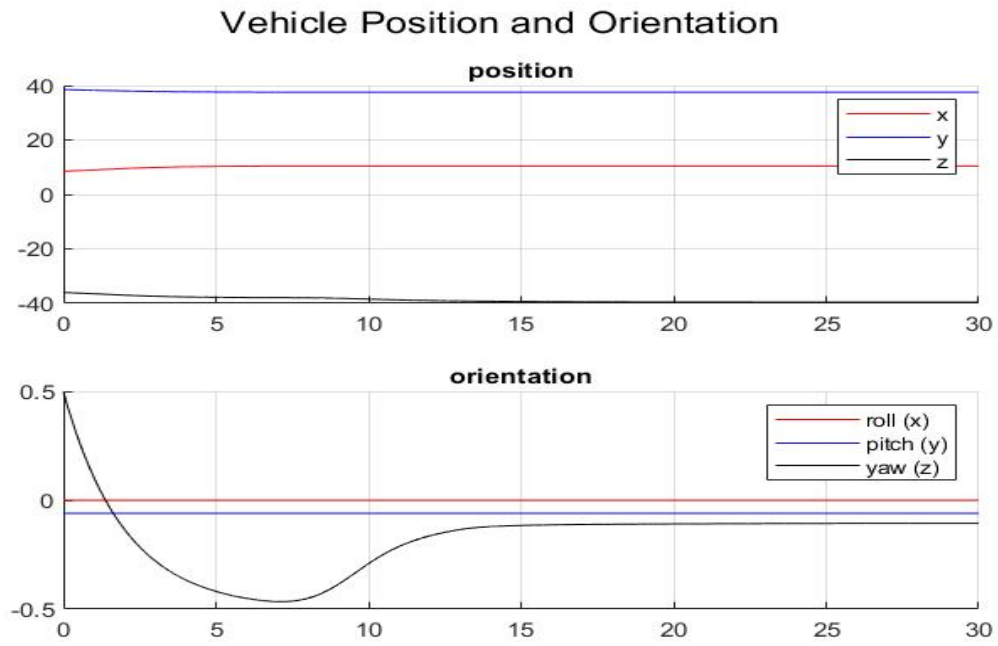 Vehicle Position and Orientation
position
40
20
0
-20
-40
x
y
z
0 5 10 15 20 25 30
orientation
0.5
0
-0.5
roll (x)
pitch (y)
yaw (z)
0 5 10 15 20 25 30